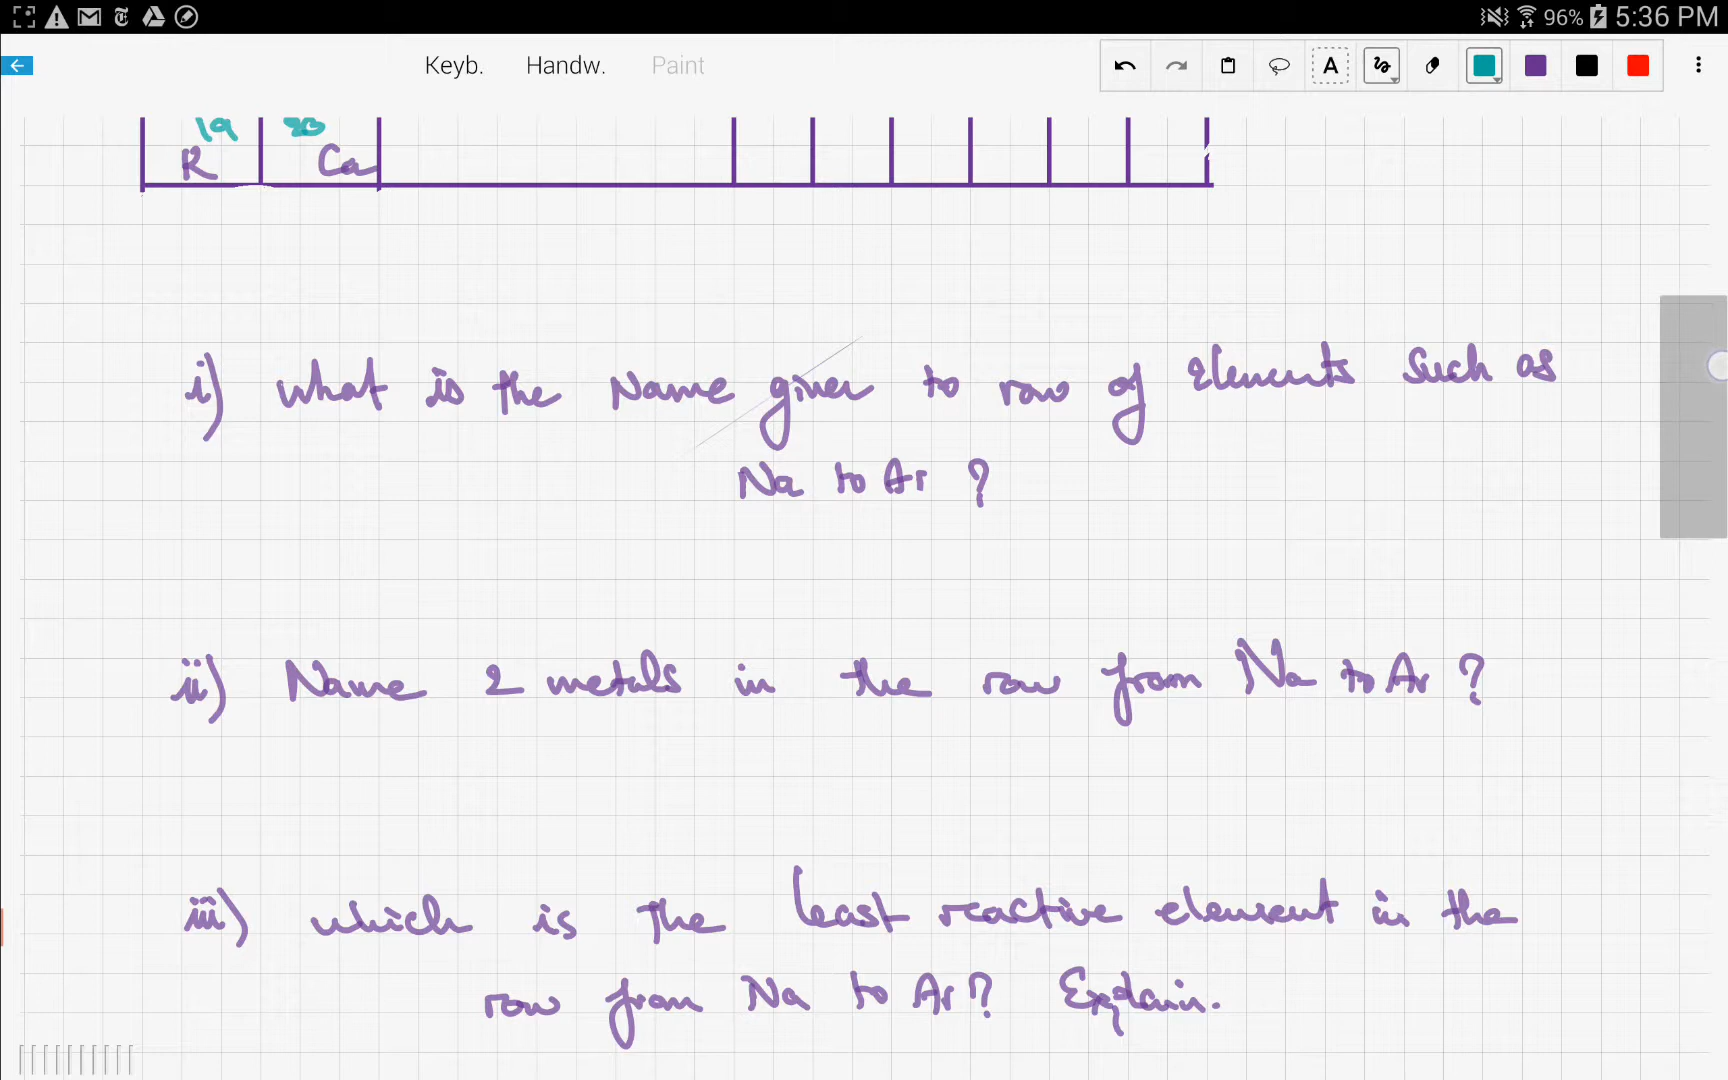 96% 5:36 PM
Keyb. Handw. Paint
A
19 20
K Ca
i) What is the Name given to row of Elements such as
Na to Ar ?
ii) Name 2 metals in the row from Na to Ar ?
iii) which is the least reactive element in the
row from Na to Ar? Explain.